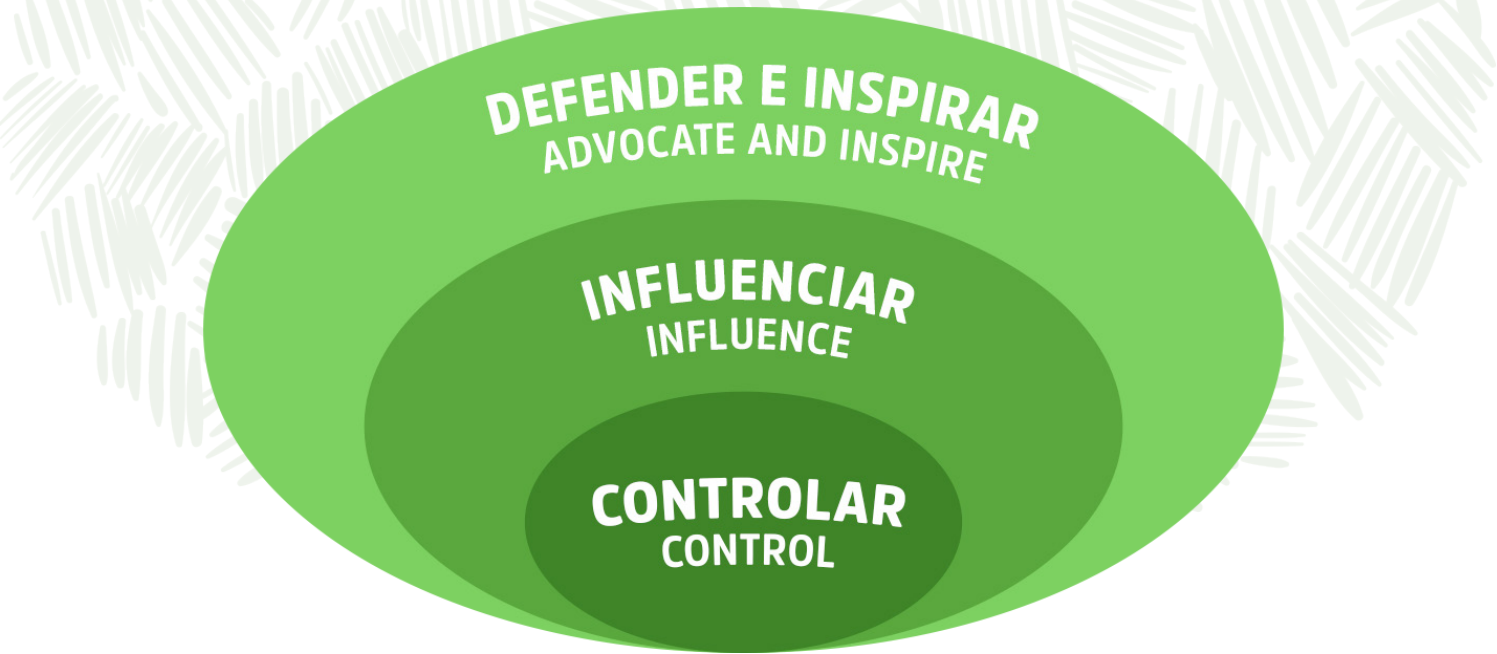 DEFENDER E INSPIRAR
ADVOCATE AND INSPIRE
INFLUENCIAR
INFLUENCE
CONTROLAR
CONTROL